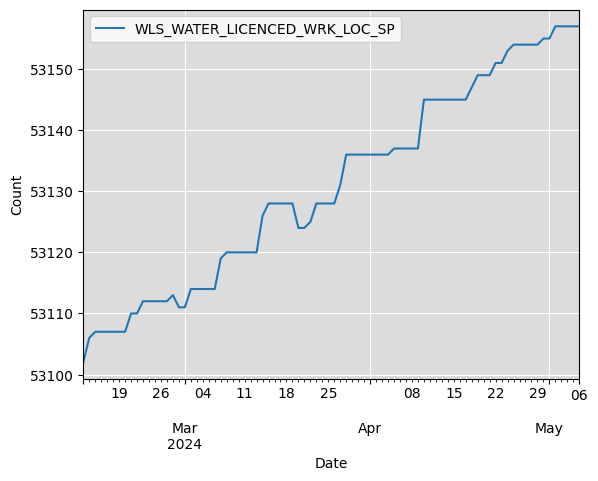 WLS_WATER_LICENCED_WRK_LOC_SP
53150
53140
53130
53120
53110
53100
Count
19 26 04 11 18 25 08 15 22 29 06
Mar Apr May
2024
Date